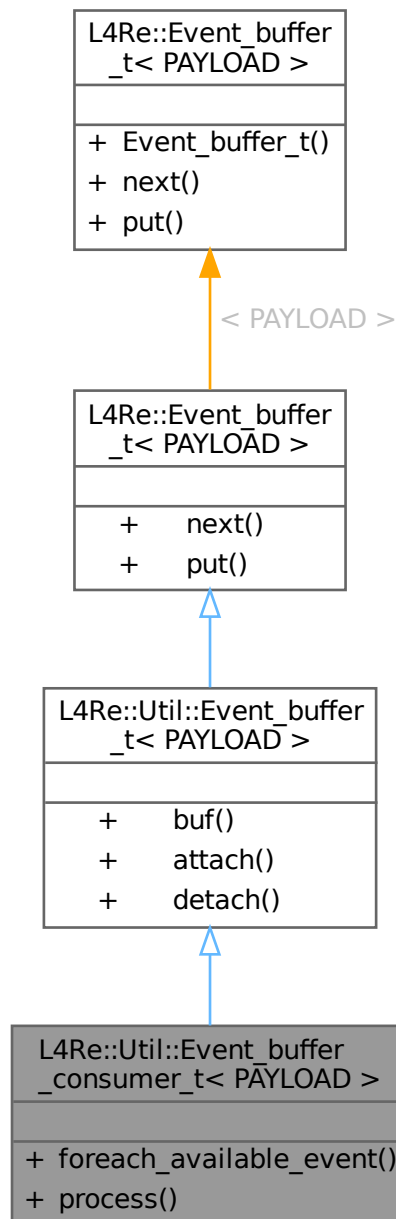 L4Re::Event_buffer
_t< PAYLOAD >
+ Event_buffer_t()
+ next()
+ put()
< PAYLOAD >
L4Re::Event_buffer
_t< PAYLOAD >
+ next()
+ put()
L4Re::Util::Event_buffer
_t< PAYLOAD >
+ buf()
+ attach()
+ detach()
L4Re::Util::Event_buffer
_consumer_t< PAYLOAD >
+ foreach_available_event()
+ process()